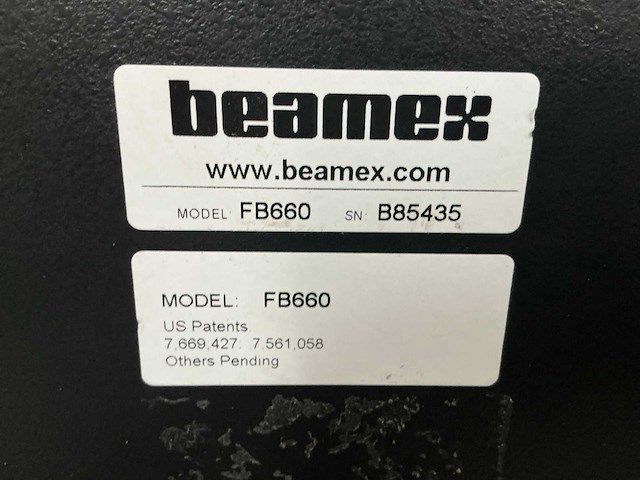 beamex
www.beamex.com
MODEL: FB660 SN: B85435
MODEL: FB660
US Patents
7,669,427: 7,561,058
Others Pending